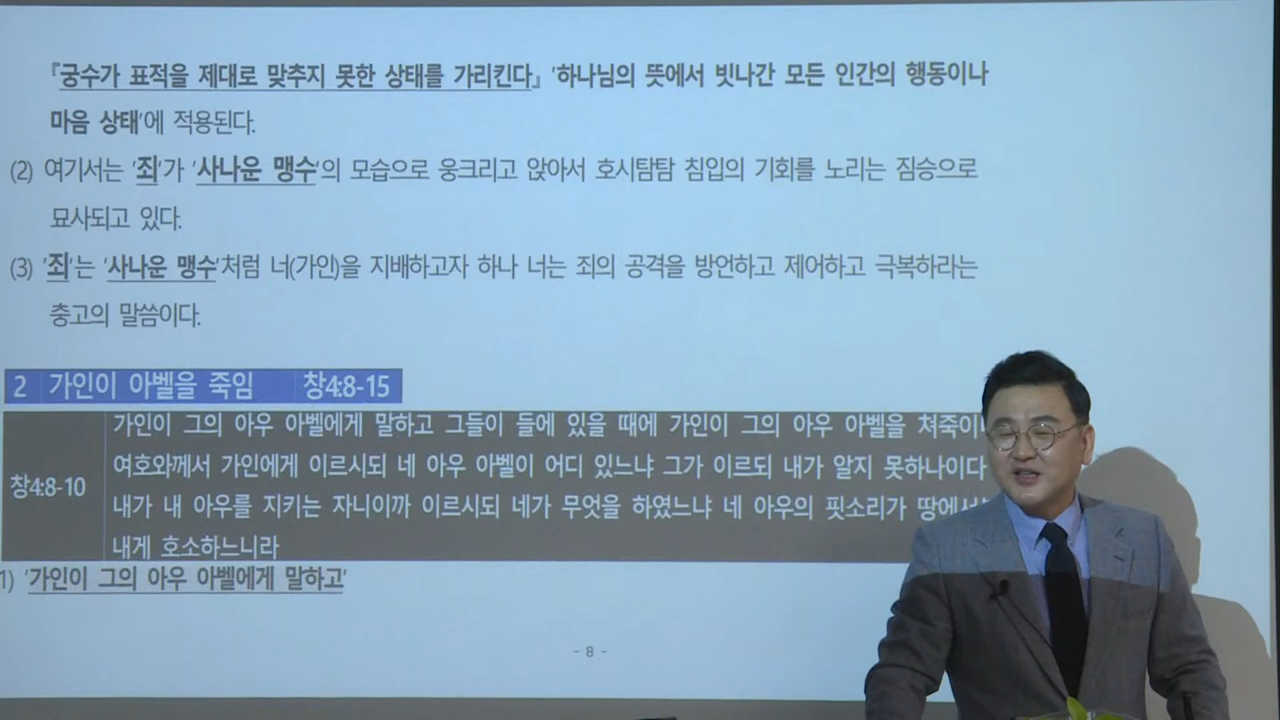 『궁수가 표적을 제대로 맞추지 못한 상태를 가리킨다』 '하나님의 뜻에서 빗나간 모든 인간의 행동이나
마음 상태'에 적용된다.
(2) 여기서는 '죄'가 '사나운 맹수'의 모습으로 웅크리고 앉아서 호시탐탐 침입의 기회를 노리는 짐승으로
묘사되고 있다.
(3) '죄'는 '사나운 맹수'처럼 너(가인)을 지배하고자 하나 너는 죄의 공격을 방언하고 제어하고 극복하라는
충고의 말씀이다.
2 가인이 아벨을 죽임 창4:8-15
가인이 그의 아우 아벨에게 말하고 그들이 들에 있을 때에 가인이 그의 아우 아벨을
여호와께서 가인에게 이르시되 네 아우 아벨이 어디 있느냐 그가 이르되 내가 알지 못하나이다
창4:8-10
내가 내 아우를 지키는 자니이까 이르시되 네가 무엇을 하였느냐 네 아우의 핏소리가
내게 호소하느니라
1) '가인이 그의 아우 아벨에게 말하고'
- 8 -